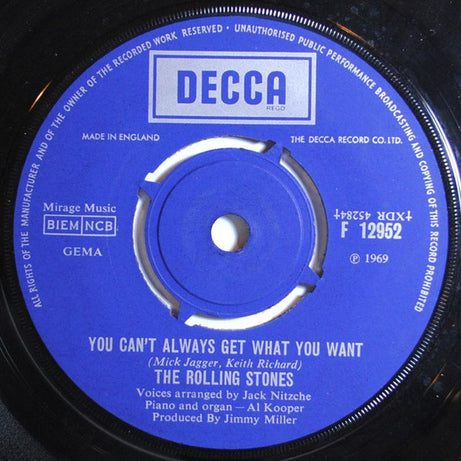 ALL RIGHTS OF THE MANUFACTURER AND OF THE OWNER OF THE RECORDED WORK RESERVED · UNAUTHORISED PUBLIC PERFORMANCE BROADCASTING AND COPYING OF THIS RECORD PROHIBITED
DECCA
REGD
MADE IN ENGLAND
THE DECCA RECORD CO. LTD.
Mirage Music
BIEM NCB
GEMA
††XDR 45284†
F 12952
℗ 1969
YOU CAN'T ALWAYS GET WHAT YOU WANT
(Mick Jagger, Keith Richard)
THE ROLLING STONES
Voices arranged by Jack Nitzche
Piano and organ — Al Kooper
Produced By Jimmy Miller